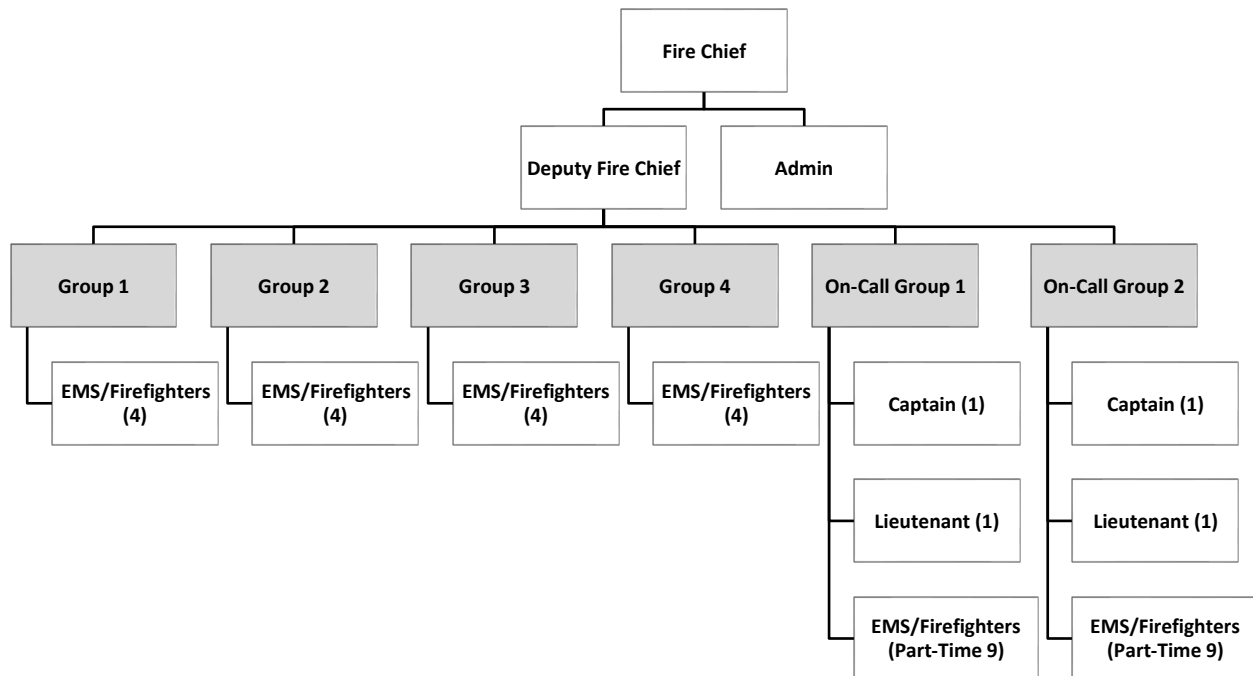 Fire Chief
Deputy Fire Chief
Admin
Group 1
Group 2
Group 3
Group 4
On-Call Group 1
On-Call Group 2
EMS/Firefighters
(4)
EMS/Firefighters
(4)
EMS/Firefighters
(4)
EMS/Firefighters
(4)
Captain (1)
Captain (1)
Lieutenant (1)
Lieutenant (1)
EMS/Firefighters
(Part-Time 9)
EMS/Firefighters
(Part-Time 9)